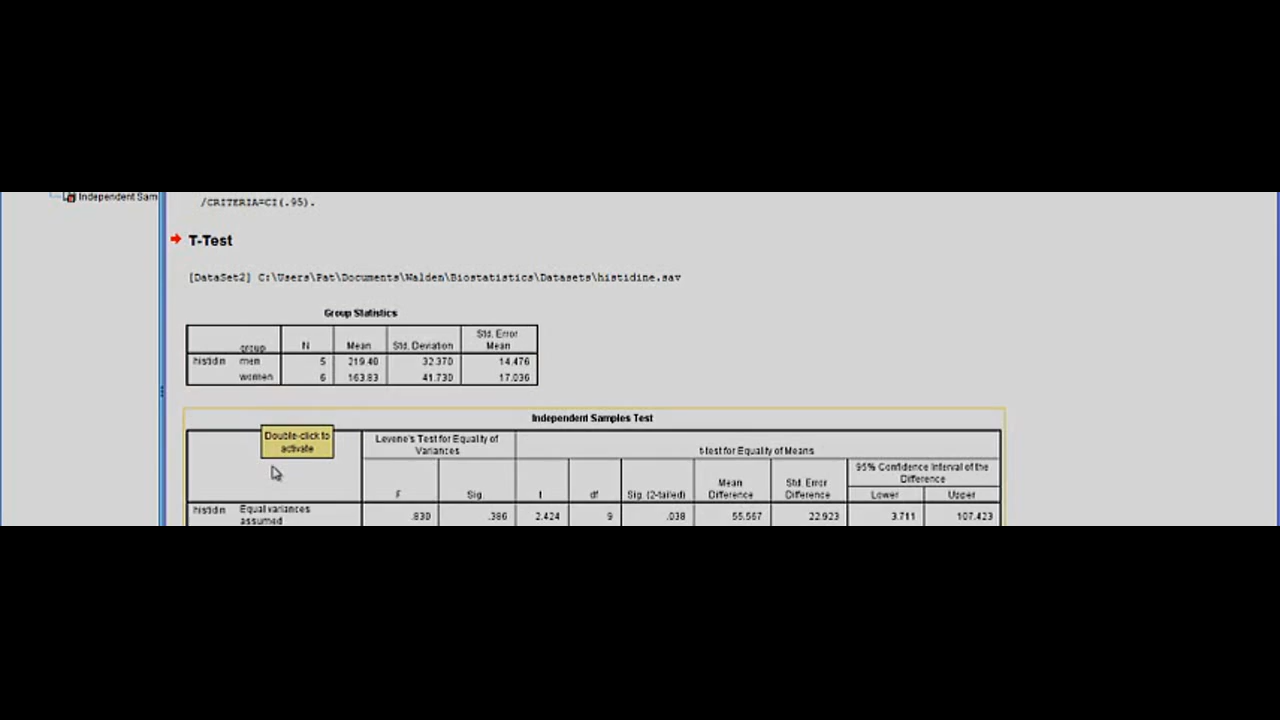 Independent Sam
/CRITERIA=CI(.95).
T-Test
[DataSet2] C:\Users\Pat\Documents\Walden\Biostatistics\Datasets\histidine.sav
Group Statistics
group N Mean Std. Deviation Std. Error Mean
histidin men 5 219.40 32.370 14.476
women 6 163.83 41.730 17.036
Independent Samples Test
Double-click to
activate
Levene's Test for Equality of
Variances
t-test for Equality of Means
95% Confidence Interval of the
Difference
F Sig. t df Sig. (2-tailed) Mean Difference Std. Error Difference Lower Upper
histidin Equal variances assumed .830 .386 2.424 9 .038 55.567 22.923 3.711 107.423